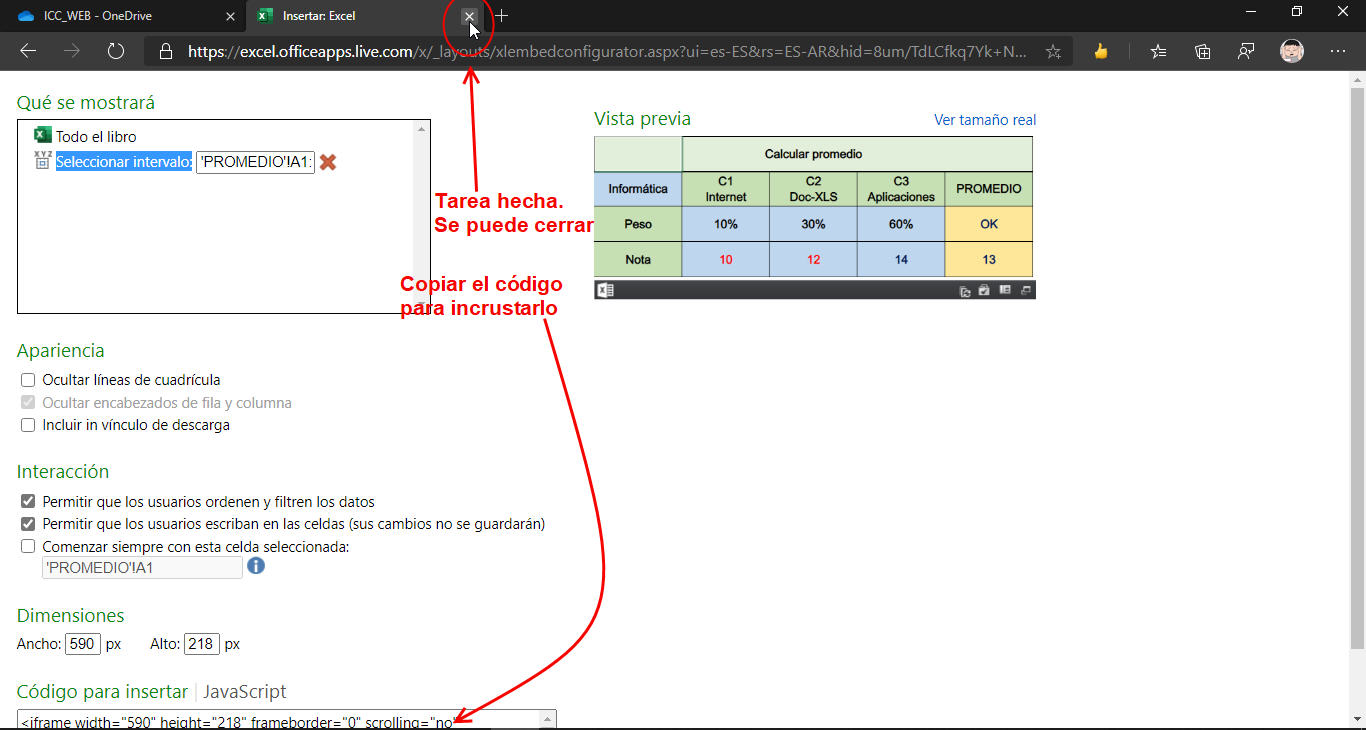 ICC_WEB - OneDrive
Insertar: Excel
https://excel.officeapps.live.com/x/_layouts/xlembedconfigurator.aspx?ui=es-ES&rs=ES-AR&hid=8um/TdLCfkq7Yk+N...
Qué se mostrará
Todo el libro
XYZ
Seleccionar intervalo: 'PROMEDIO'!A1:
Tarea hecha.
Se puede cerrar
Copiar el código
para incrustarlo
Vista previa
Ver tamaño real
Calcular promedio
Informática C1 Internet C2 Doc-XLS C3 Aplicaciones PROMEDIO
Peso 10% 30% 60% OK
Nota 10 12 14 13
Apariencia
Ocultar líneas de cuadrícula
Ocultar encabezados de fila y columna
Incluir in vínculo de descarga
Interacción
Permitir que los usuarios ordenen y filtren los datos
Permitir que los usuarios escriban en las celdas (sus cambios no se guardarán)
Comenzar siempre con esta celda seleccionada:
'PROMEDIO'!A1
Dimensiones
Ancho: 590 px Alto: 218 px
Código para insertar | JavaScript
<iframe width="590" height="218" frameborder="0" scrolling="no"